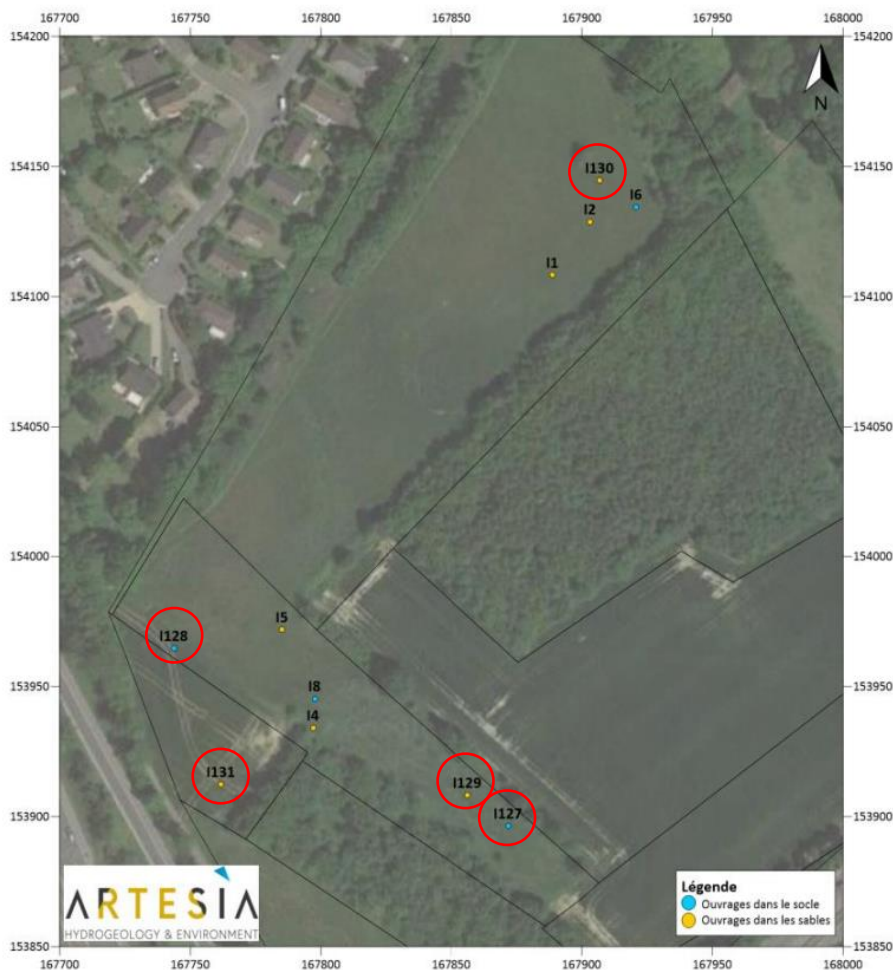 167700 167750 167800 167850 167900 167950 168000
154200 154200
N
I130
154150 154150
I6
I2
I1
154100 154100
154050 154050
154000 154000
I5
I128
153950 153950
I8
I4
I131
I129
I127
153900 153900
Légende
Ouvrages dans le socle
Ouvrages dans les sables
ARTESIA
HYDROGEOLOGY & ENVIRONMENT
153850 153850
167700 167750 167800 167850 167900 167950 168000